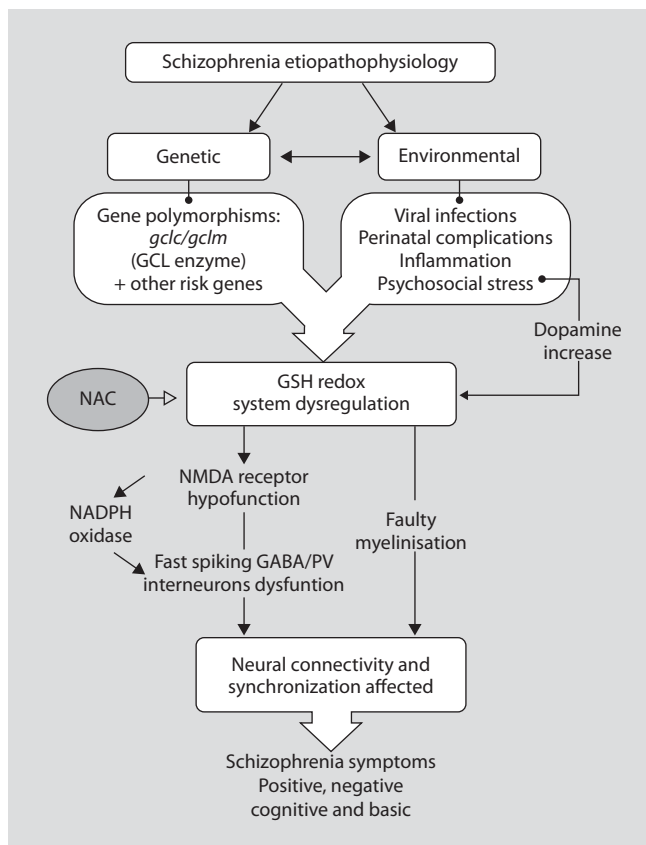 Schizophrenia etiopathophysiology
Genetic
Environmental
Gene polymorphisms:
gclc/gclm
(GCL enzyme)
+ other risk genes
Viral infections
Perinatal complications
Inflammation
Psychosocial stress
Dopamine
increase
NAC
GSH redox
system dysregulation
NMDA receptor
hypofunction
NADPH
oxidase
Faulty
myelinisation
Fast spiking GABA/PV
interneurons dysfuntion
Neural connectivity and
synchronization affected
Schizophrenia symptoms
Positive, negative
cognitive and basic